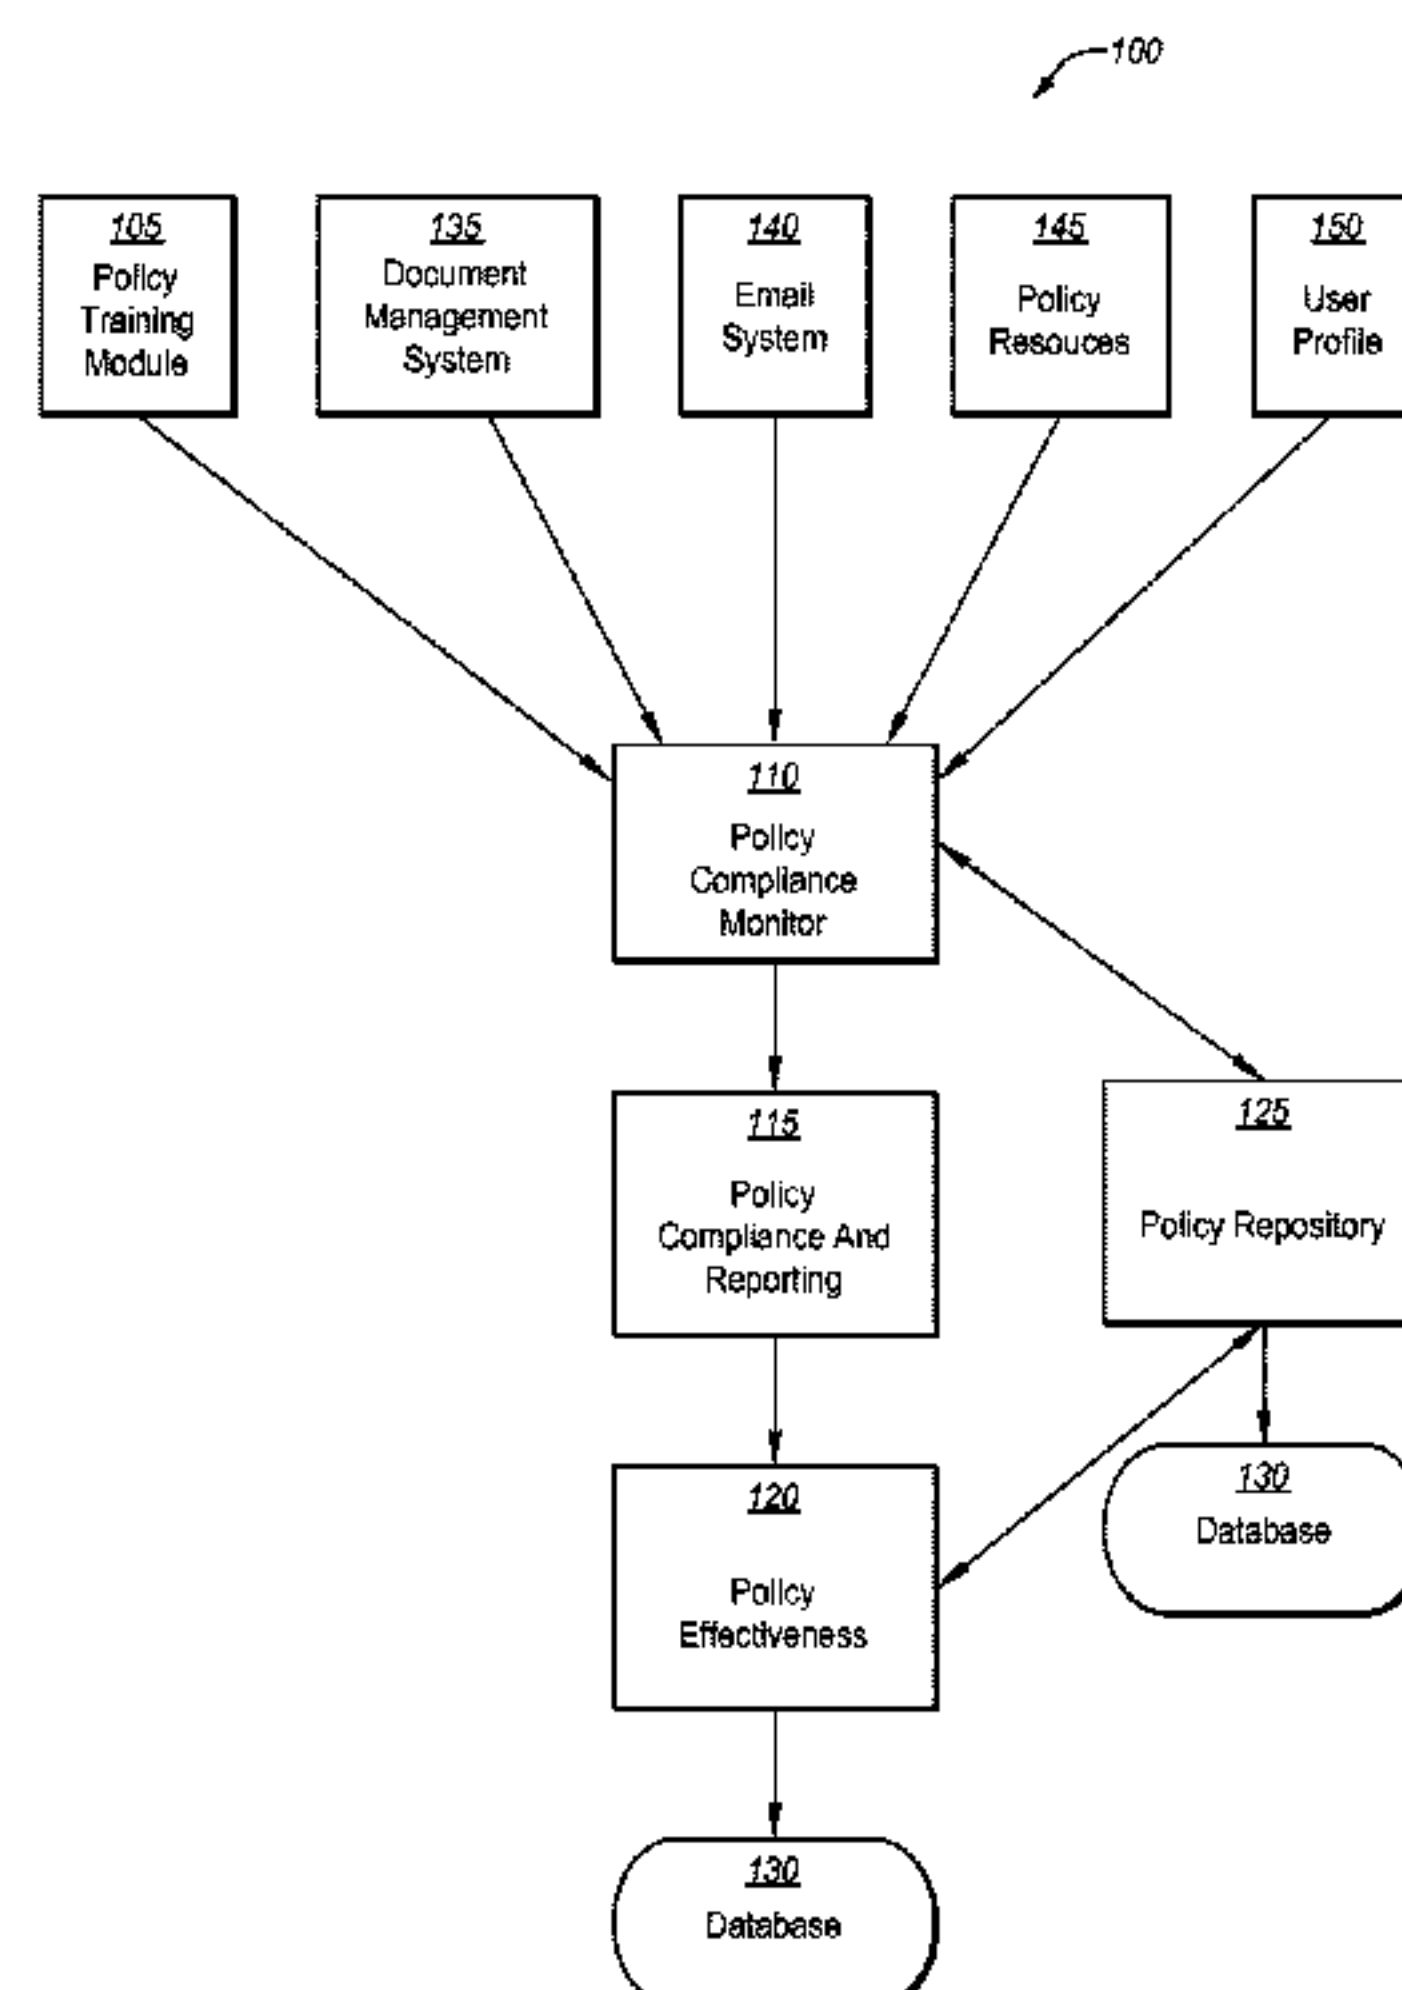 100
105
Policy
Training
Module
135
Document
Management
System
140
Email
System
145
Policy
Resouces
150
User
Profile
110
Policy
Compliance
Monitor
115
Policy
Compliance And
Reporting
125
Policy Repository
120
Policy
Effectiveness
130
Database
130
Database